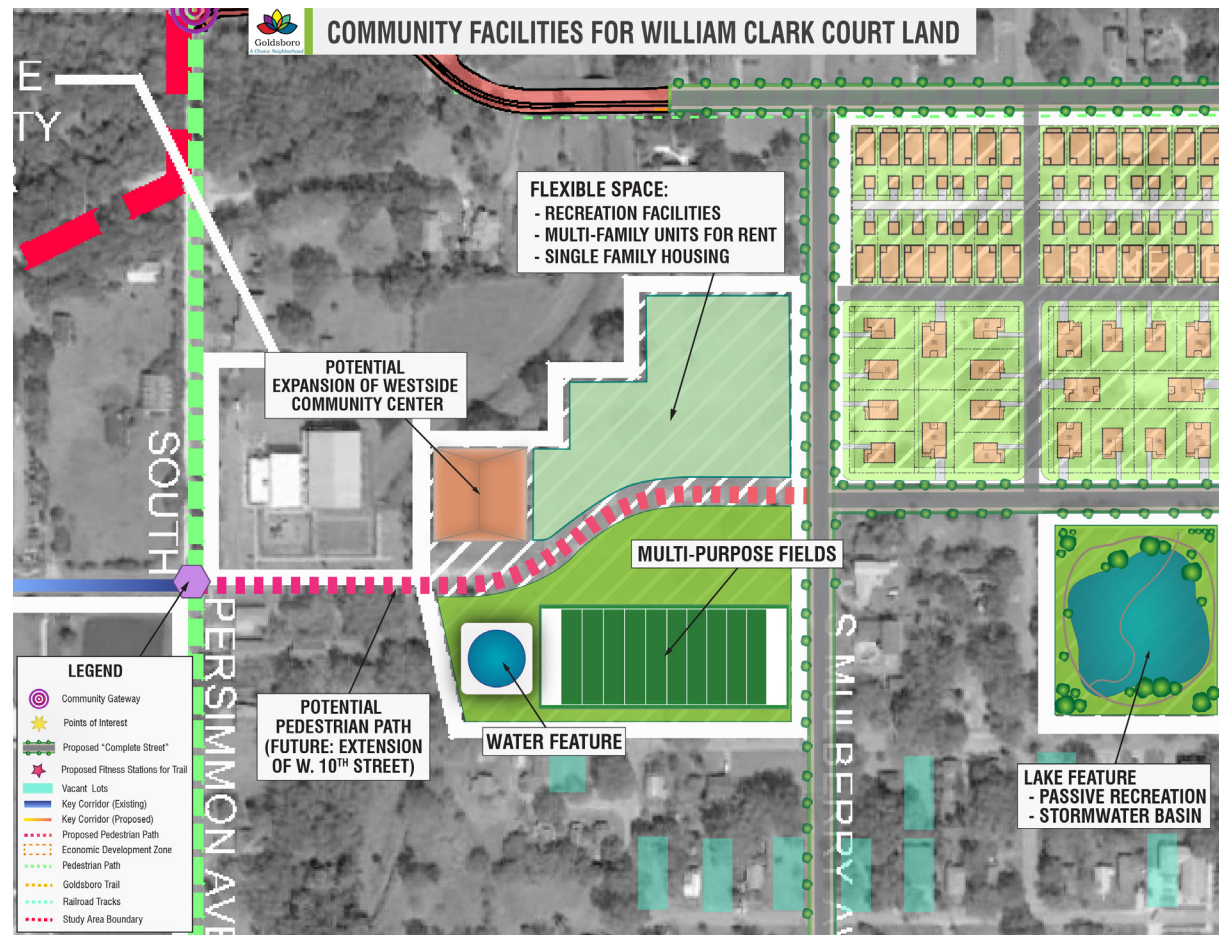 Goldsboro
A Choice Neighborhood
COMMUNITY FACILITIES FOR WILLIAM CLARK COURT LAND
E
TY
FLEXIBLE SPACE:
- RECREATION FACILITIES
- MULTI-FAMILY UNITS FOR RENT
- SINGLE FAMILY HOUSING
POTENTIAL
EXPANSION OF WESTSIDE
COMMUNITY CENTER
SOUTH
PERSIMMON AVE
MULTI-PURPOSE FIELDS
POTENTIAL
PEDESTRIAN PATH
(FUTURE: EXTENSION
OF W. 10TH STREET)
WATER FEATURE
LAKE FEATURE
- PASSIVE RECREATION
- STORMWATER BASIN
LEGEND
Community Gateway
Points of Interest
Proposed "Complete Street"
Proposed Fitness Stations for Trail
Vacant Lots
Key Corridor (Existing)
Key Corridor (Proposed)
Proposed Pedestrian Path
Economic Development Zone
Pedestrian Path
Goldsboro Trail
Railroad Tracks
Study Area Boundary